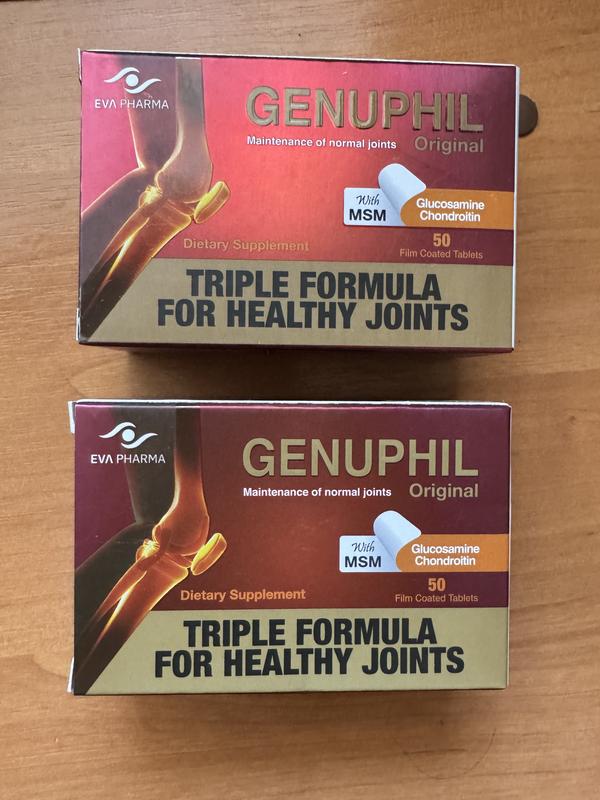 EVA PHARMA
GENUPHIL
Maintenance of normal joints Original
With
MSM
Glucosamine
Chondroitin
50
Film Coated Tablets
Dietary Supplement
TRIPLE FORMULA
FOR HEALTHY JOINTS
EVA PHARMA
GENUPHIL
Maintenance of normal joints Original
With
MSM
Glucosamine
Chondroitin
50
Film Coated Tablets
Dietary Supplement
TRIPLE FORMULA
FOR HEALTHY JOINTS